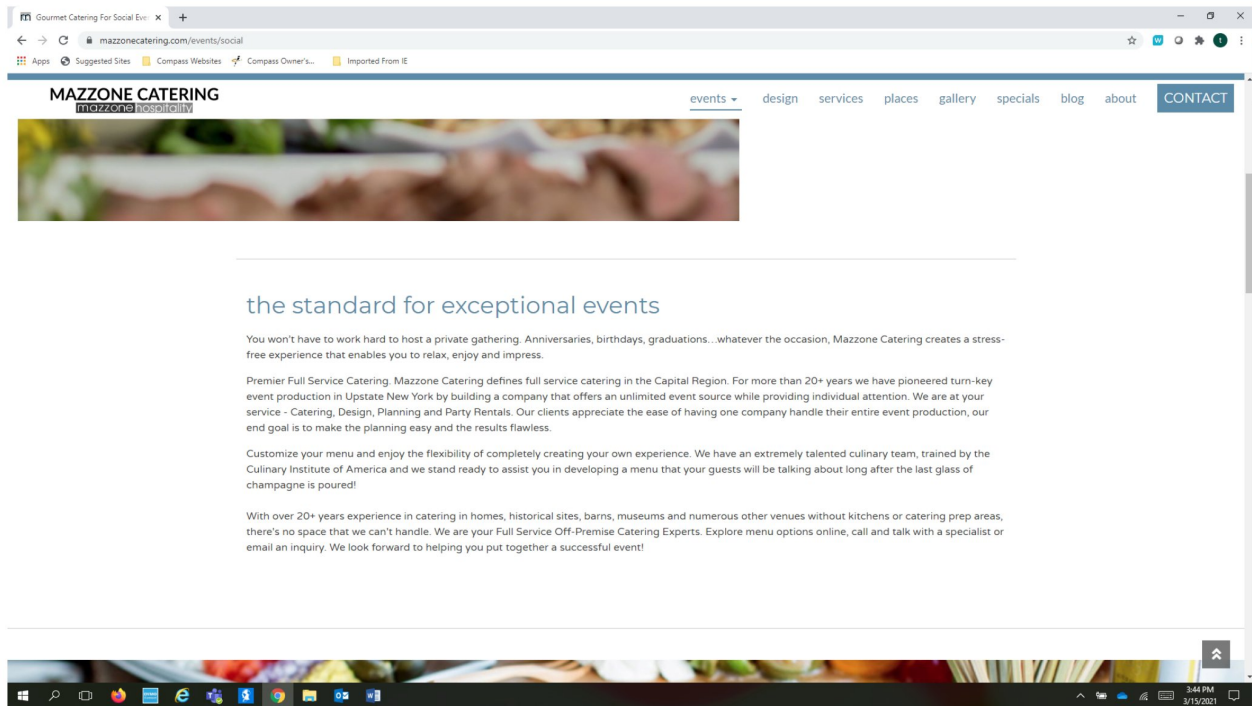 Gourmet Catering For Social Eve
mazzonecatering.com/events/social
Apps Suggested Sites Compass Websites Compass Owner's... Imported From IE
MAZZONE CATERING
mazzone hospitality
events design services places gallery specials blog about CONTACT
the standard for exceptional events
You won't have to work hard to host a private gathering. Anniversaries, birthdays, graduations...whatever the occasion, Mazzone Catering creates a stress-
free experience that enables you to relax, enjoy and impress.
Premier Full Service Catering. Mazzone Catering defines full service catering in the Capital Region. For more than 20+ years we have pioneered turn-key
event production in Upstate New York by building a company that offers an unlimited event source while providing individual attention. We are at your
service - Catering, Design, Planning and Party Rentals. Our clients appreciate the ease of having one company handle their entire event production, our
end goal is to make the planning easy and the results flawless.
Customize your menu and enjoy the flexibility of completely creating your own experience. We have an extremely talented culinary team, trained by the
Culinary Institute of America and we stand ready to assist you in developing a menu that your guests will be talking about long after the last glass of
champagne is poured!
With over 20+ years experience in catering in homes, historical sites, barns, museums and numerous other venues without kitchens or catering prep areas,
there's no space that we can't handle. We are your Full Service Off-Premise Catering Experts. Explore menu options online, call and talk with a specialist or
email an inquiry. We look forward to helping you put together a successful event!
3:44 PM
3/15/2021